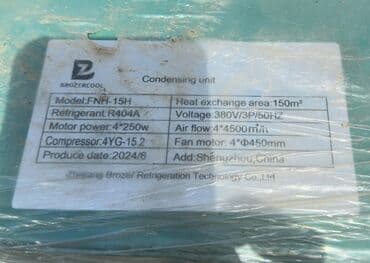 BROZERCOOL
Condensing unit
Model:FNH-15H Heat exchange area:150m²
Refrigerant:R404A Voltage:380V/3P/50HZ
Motor power:4*250w Air flow:4*4500m³/h
Compressor:4YG-15.2 Fan motor: 4*Φ450mm
Produce date:2024/6 Add:Shenzhou,China
Zhejiang Brozer Refrigeration Technology Co.,Ltd